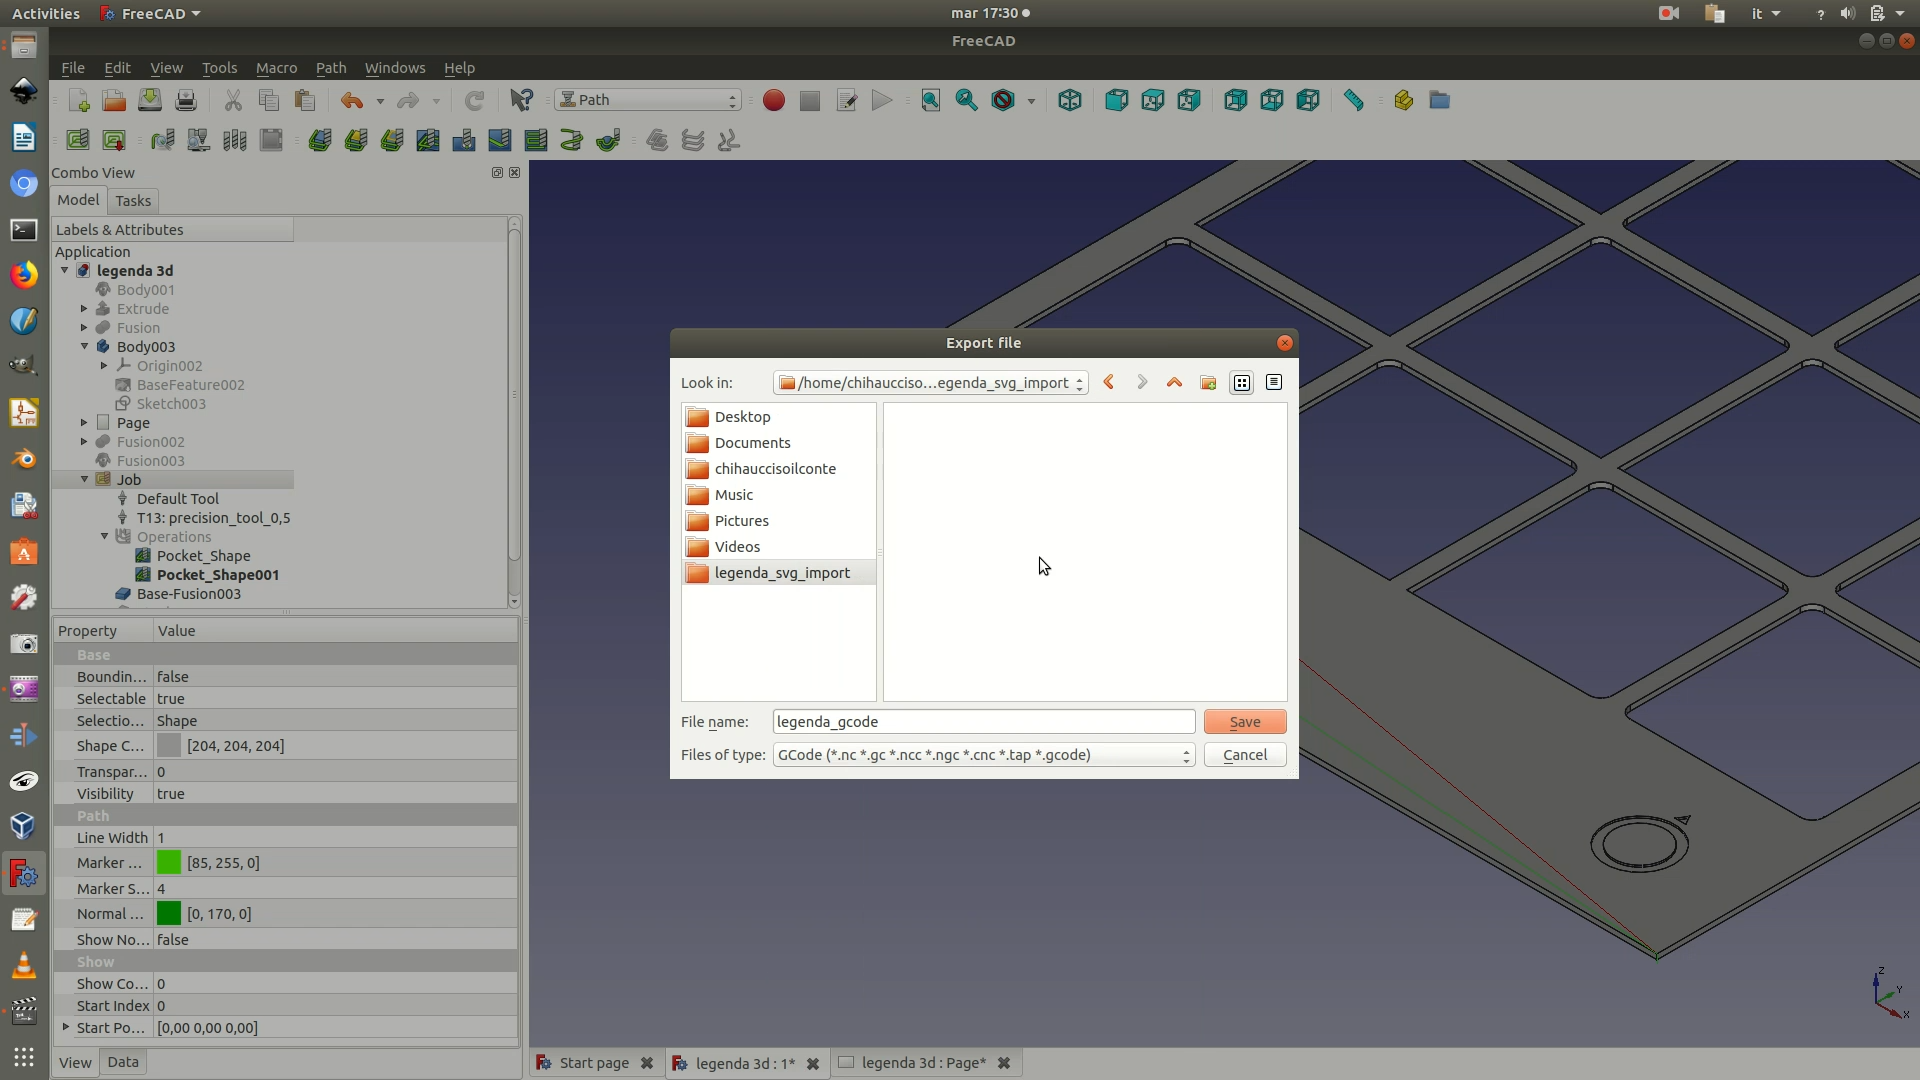 Activities FreeCAD mar 17:30 it ?
FreeCAD
File Edit View Tools Macro Path Windows Help
Path
Combo View
Model Tasks
Labels & Attributes
Application
legenda 3d
Body001
Extrude
Fusion
Body003
Origin002
BaseFeature002
Sketch003
Page
Fusion002
Fusion003
Job
Default Tool
T13: precision_tool_0,5
Operations
Pocket_Shape
Pocket_Shape001
Base-Fusion003
Property Value
Base
Boundin... false
Selectable true
Selectio... Shape
Shape C... [204, 204, 204]
Transpar... 0
Visibility true
Path
Line Width 1
Marker ... [85, 255, 0]
Marker S... 4
Normal ... [0, 170, 0]
Show No... false
Show
Show Co... 0
Start Index 0
Start Po... [0,00 0,00 0,00]
View Data
Export file
Look in: /home/chihaucciso...egenda_svg_import
Desktop
Documents
chihauccisoilconte
Music
Pictures
Videos
legenda_svg_import
File name: legenda_gcode Save
Files of type: GCode (*.nc *.gc *.ncc *.ngc *.cnc *.tap *.gcode) Cancel
Z
Y
X
Start page legenda 3d : 1* legenda 3d : Page*